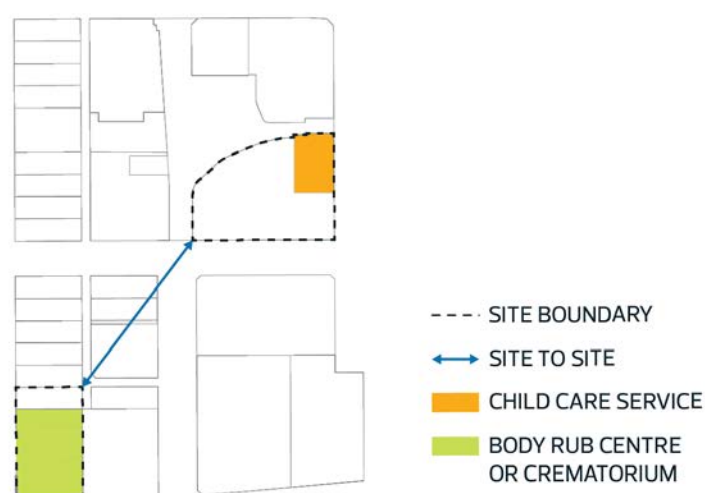 SITE BOUNDARY
SITE TO SITE
CHILD CARE SERVICE
BODY RUB CENTRE
OR CREMATORIUM